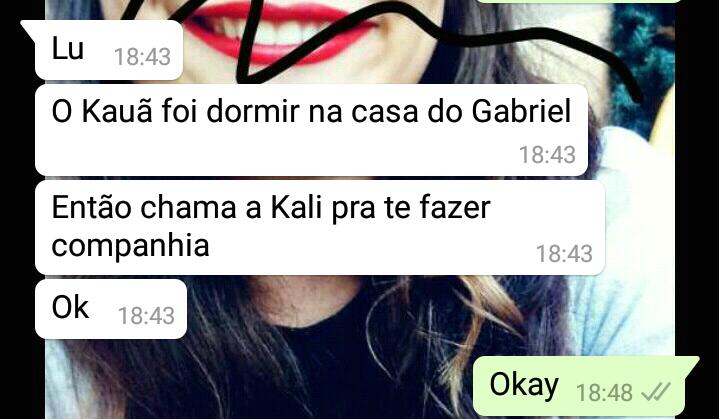 Lu 18:43
O Kauã foi dormir na casa do Gabriel
18:43
Então chama a Kali pra te fazer
companhia 18:43
Ok 18:43
Okay 18:48